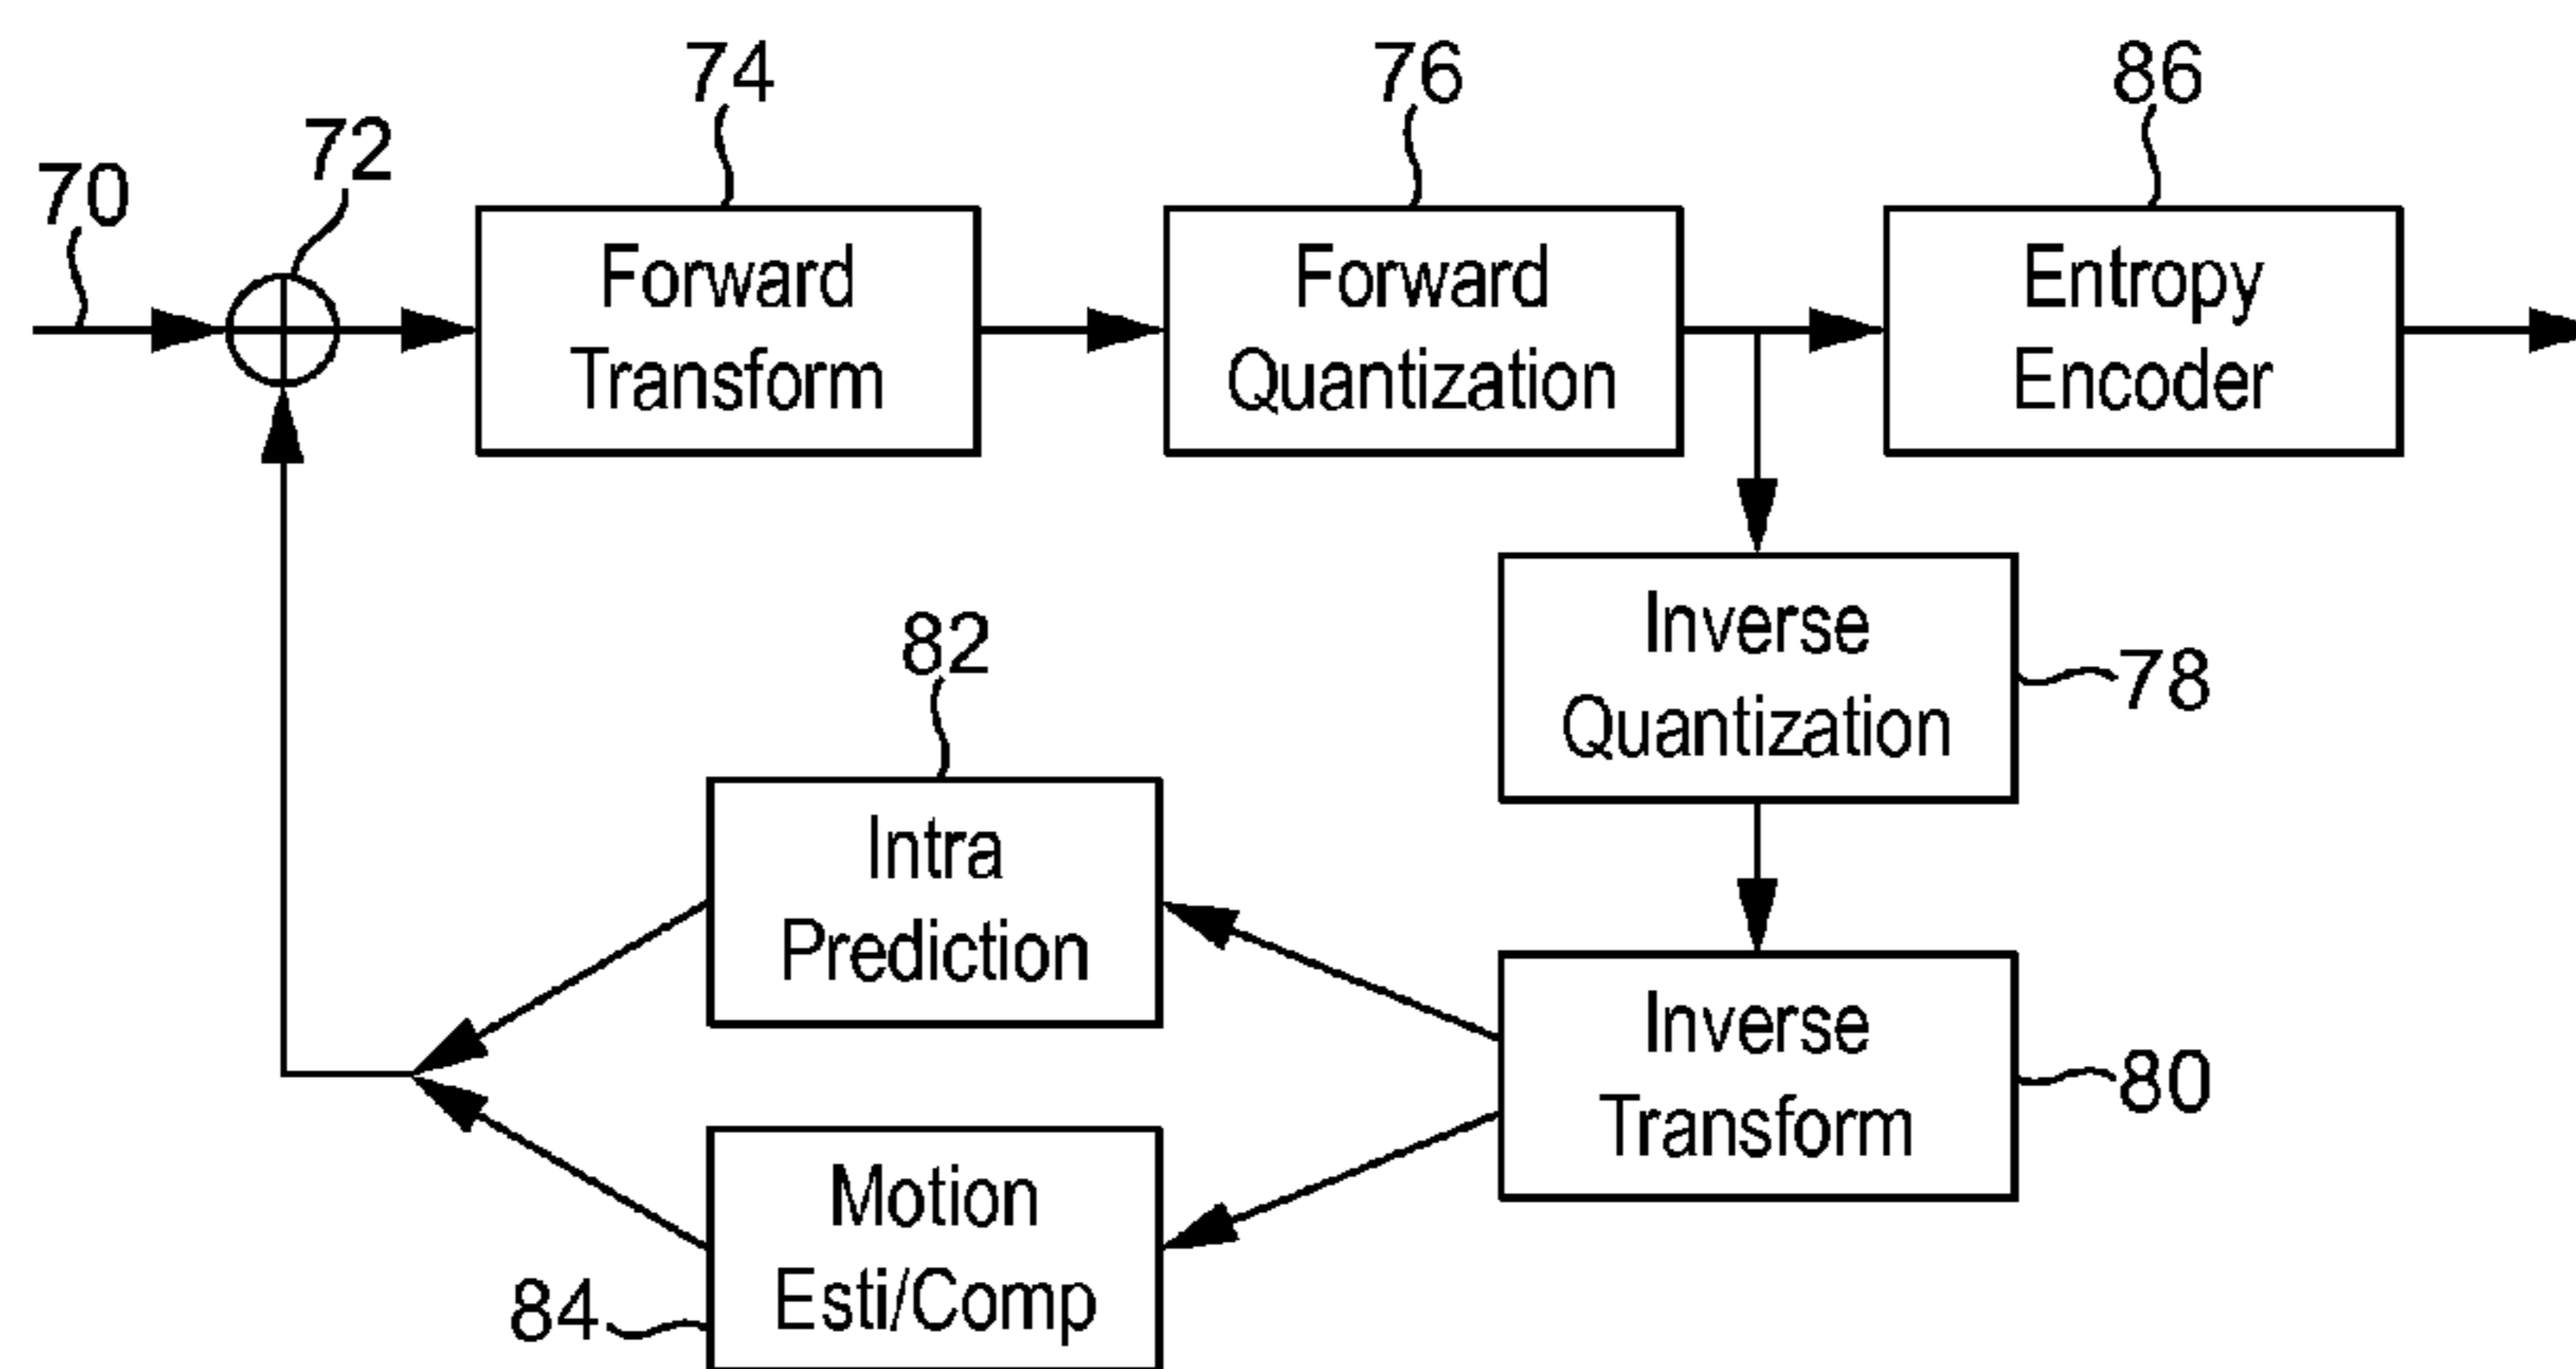 74
76
86
72
70
Forward
Transform
Forward
Quantization
Entropy
Encoder
82
Inverse
Quantization
78
Intra
Prediction
Inverse
Transform
80
Motion
Esti/Comp
84